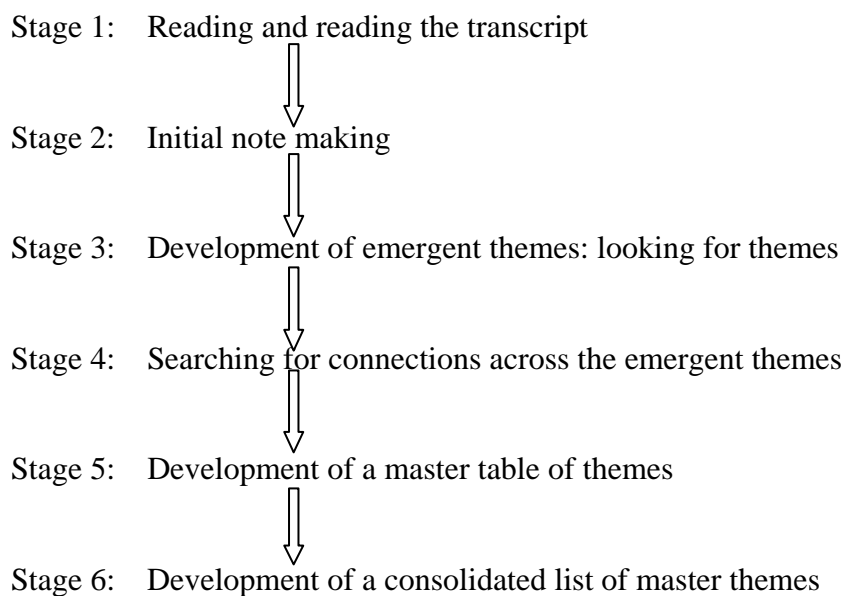 Stage 1: Reading and reading the transcript
Stage 2: Initial note making
Stage 3: Development of emergent themes: looking for themes
Stage 4: Searching for connections across the emergent themes
Stage 5: Development of a master table of themes
Stage 6: Development of a consolidated list of master themes